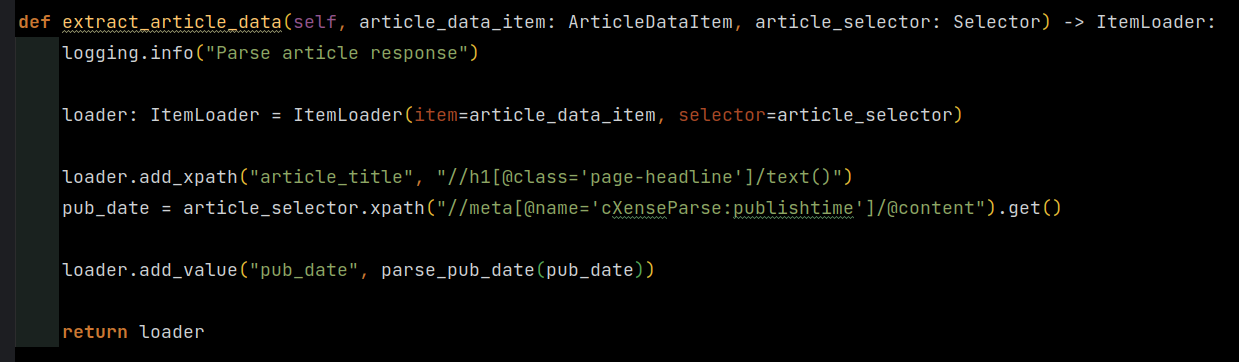 def extract_article_data(self, article_data_item: ArticleDataItem, article_selector: Selector) -> ItemLoader:
logging.info("Parse article response")
loader: ItemLoader = ItemLoader(item=article_data_item, selector=article_selector)
loader.add_xpath("article_title", "//h1[@class='page-headline']/text()")
pub_date = article_selector.xpath("//meta[@name='cXenseParse:publishtime']/@content").get()
loader.add_value("pub_date", parse_pub_date(pub_date))
return loader